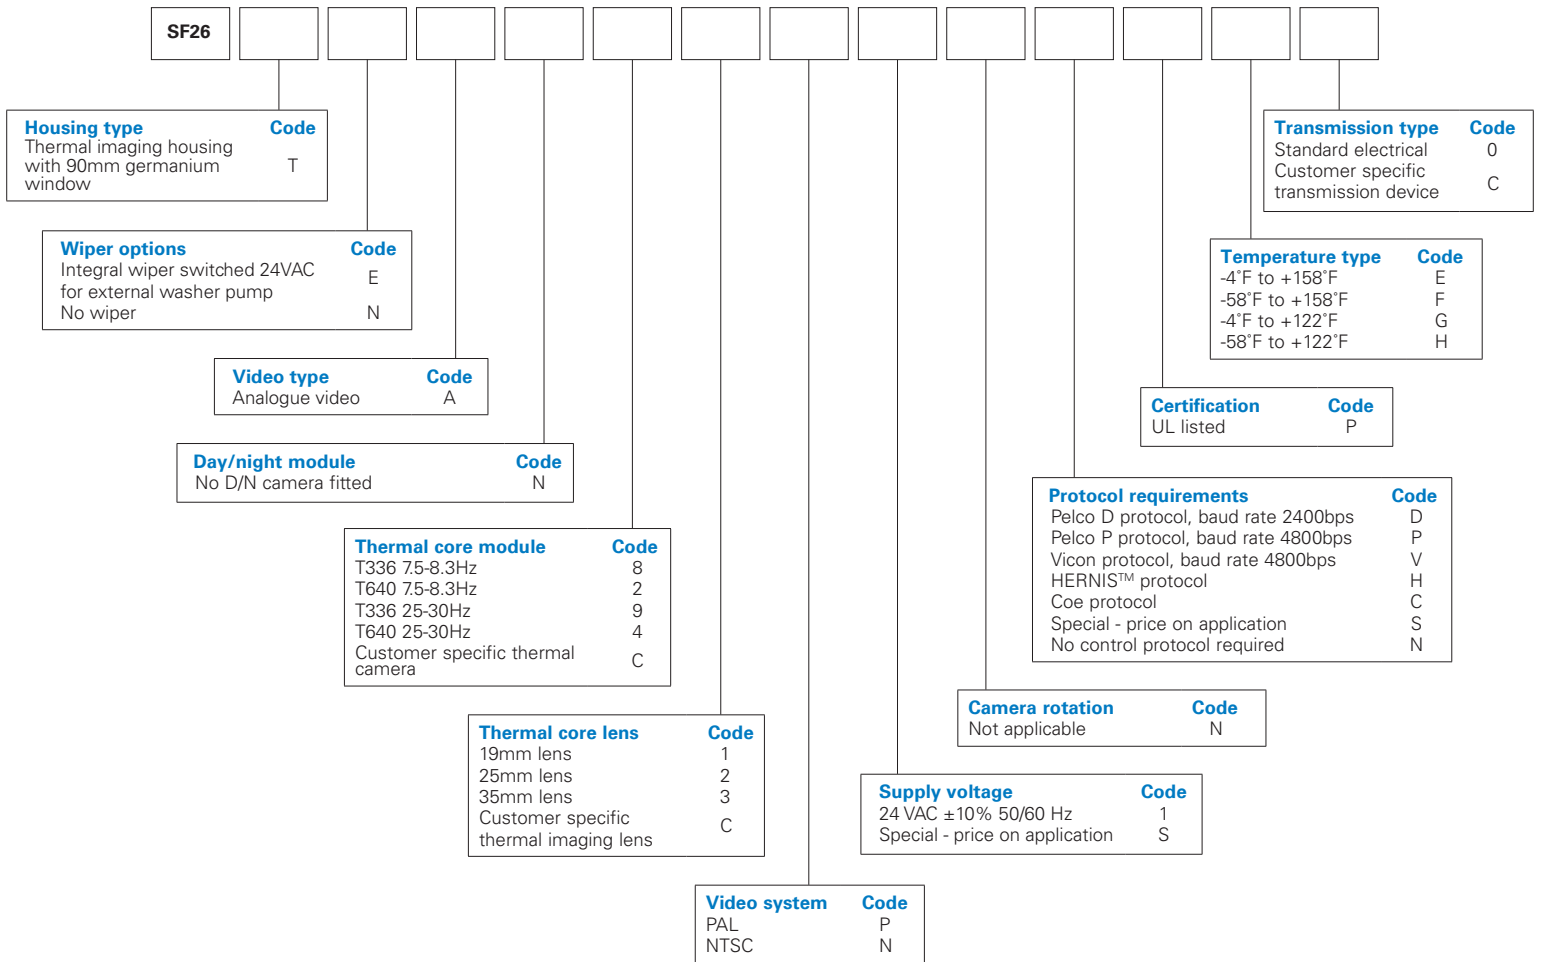 SF26
Housing type Code
Thermal imaging housing
with 90mm germanium T
window
Wiper options Code
Integral wiper switched 24VAC
for external washer pump E
No wiper N
Video type Code
Analogue video A
Day/night module Code
No D/N camera fitted N
Thermal core module Code
T336 7.5-8.3Hz 8
T640 7.5-8.3Hz 2
T336 25-30Hz 9
T640 25-30Hz 4
Customer specific thermal
camera C
Thermal core lens Code
19mm lens 1
25mm lens 2
35mm lens 3
Customer specific
thermal imaging lens C
Video system Code
PAL P
NTSC N
Supply voltage Code
24 VAC ±10% 50/60 Hz 1
Special - price on application S
Camera rotation Code
Not applicable N
Protocol requirements Code
Pelco D protocol, baud rate 2400bps D
Pelco P protocol, baud rate 4800bps P
Vicon protocol, baud rate 4800bps V
HERNIS™ protocol H
Coe protocol C
Special - price on application S
No control protocol required N
Certification Code
UL listed P
Temperature type Code
-4˚F to +158˚F E
-58˚F to +158˚F F
-4˚F to +122˚F G
-58˚F to +122˚F H
Transmission type Code
Standard electrical 0
Customer specific
transmission device C